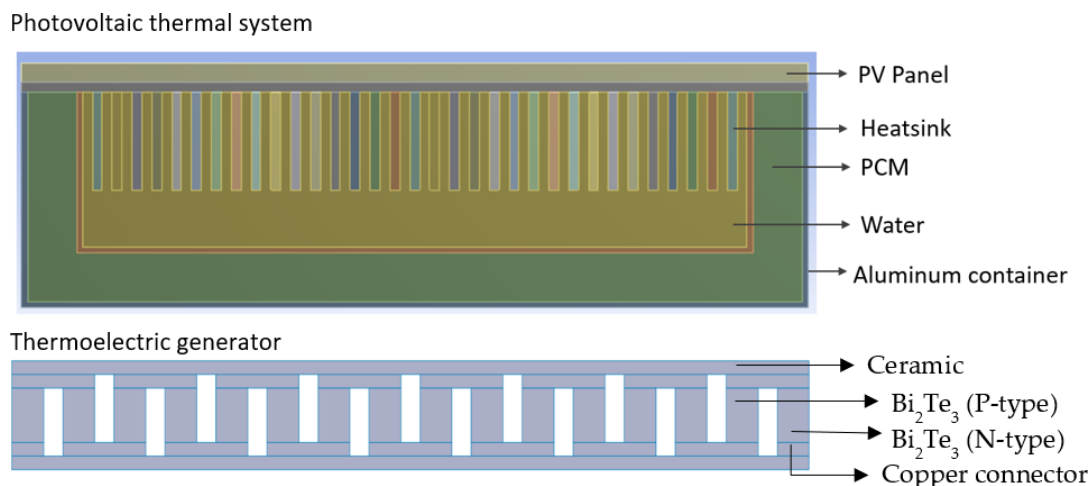 Photovoltaic thermal system
PV Panel
Heatsink
PCM
Water
Aluminum container
Thermoelectric generator
Ceramic
Bi₂Te₃ (P-type)
Bi₂Te₃ (N-type)
Copper connector